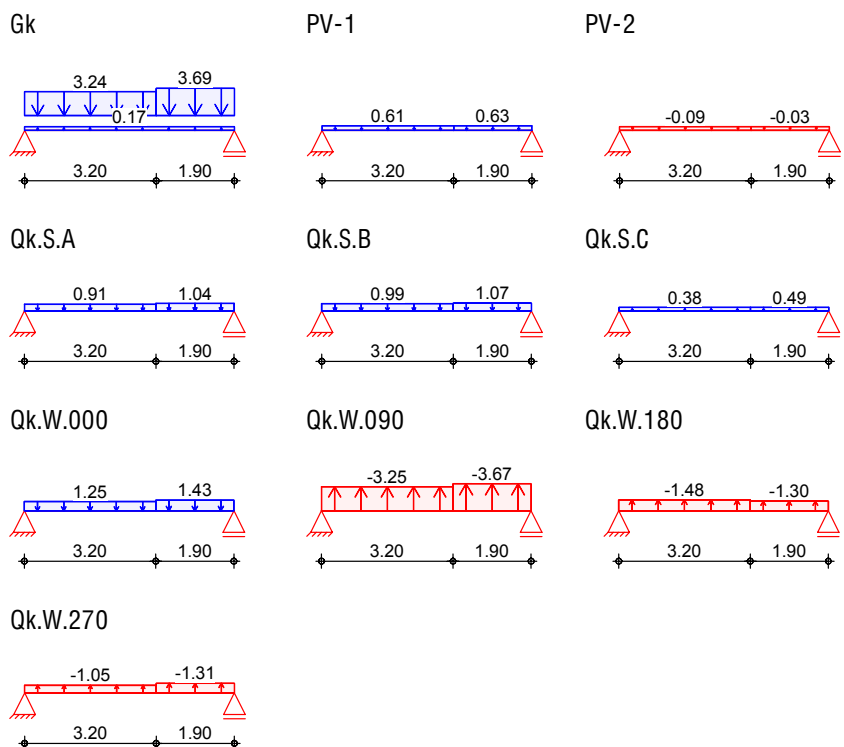 Gk PV-1 PV-2
3.24 3.69
0.17 0.61 0.63 -0.09 -0.03
3.20 1.90 3.20 1.90 3.20 1.90
Qk.S.A Qk.S.B Qk.S.C
0.91 1.04 0.99 1.07 0.38 0.49
3.20 1.90 3.20 1.90 3.20 1.90
Qk.W.000 Qk.W.090 Qk.W.180
1.25 1.43 -3.25 -3.67 -1.48 -1.30
3.20 1.90 3.20 1.90 3.20 1.90
Qk.W.270
-1.05 -1.31
3.20 1.90